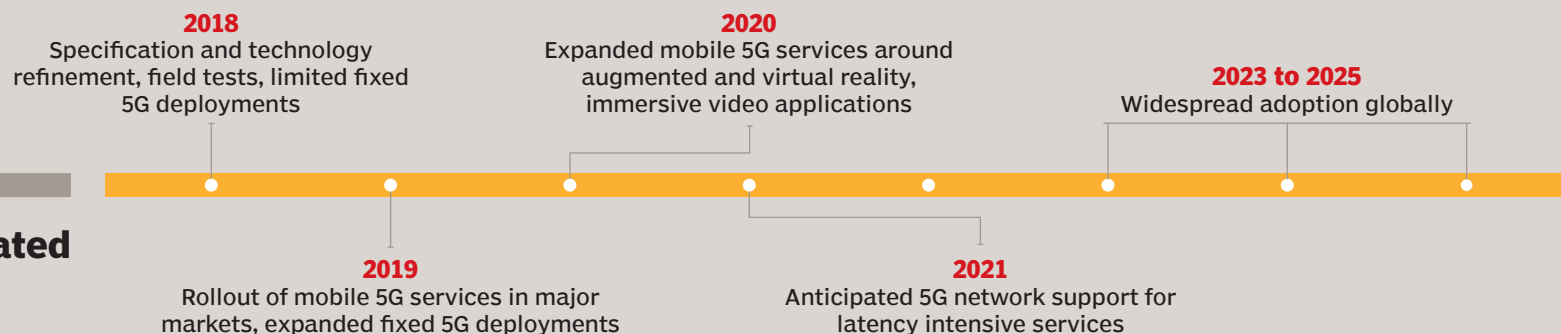 2018
Specification and technology
refinement, field tests, limited fixed
5G deployments
2020
Expanded mobile 5G services around
augmented and virtual reality,
immersive video applications
2023 to 2025
Widespread adoption globally
2019
Rollout of mobile 5G services in major
markets, expanded fixed 5G deployments
2021
Anticipated 5G network support for
latency intensive services